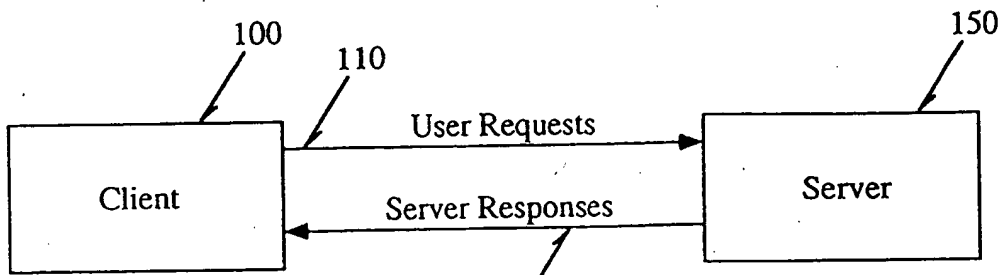 100
110
150
User Requests
Client
Server
Server Responses